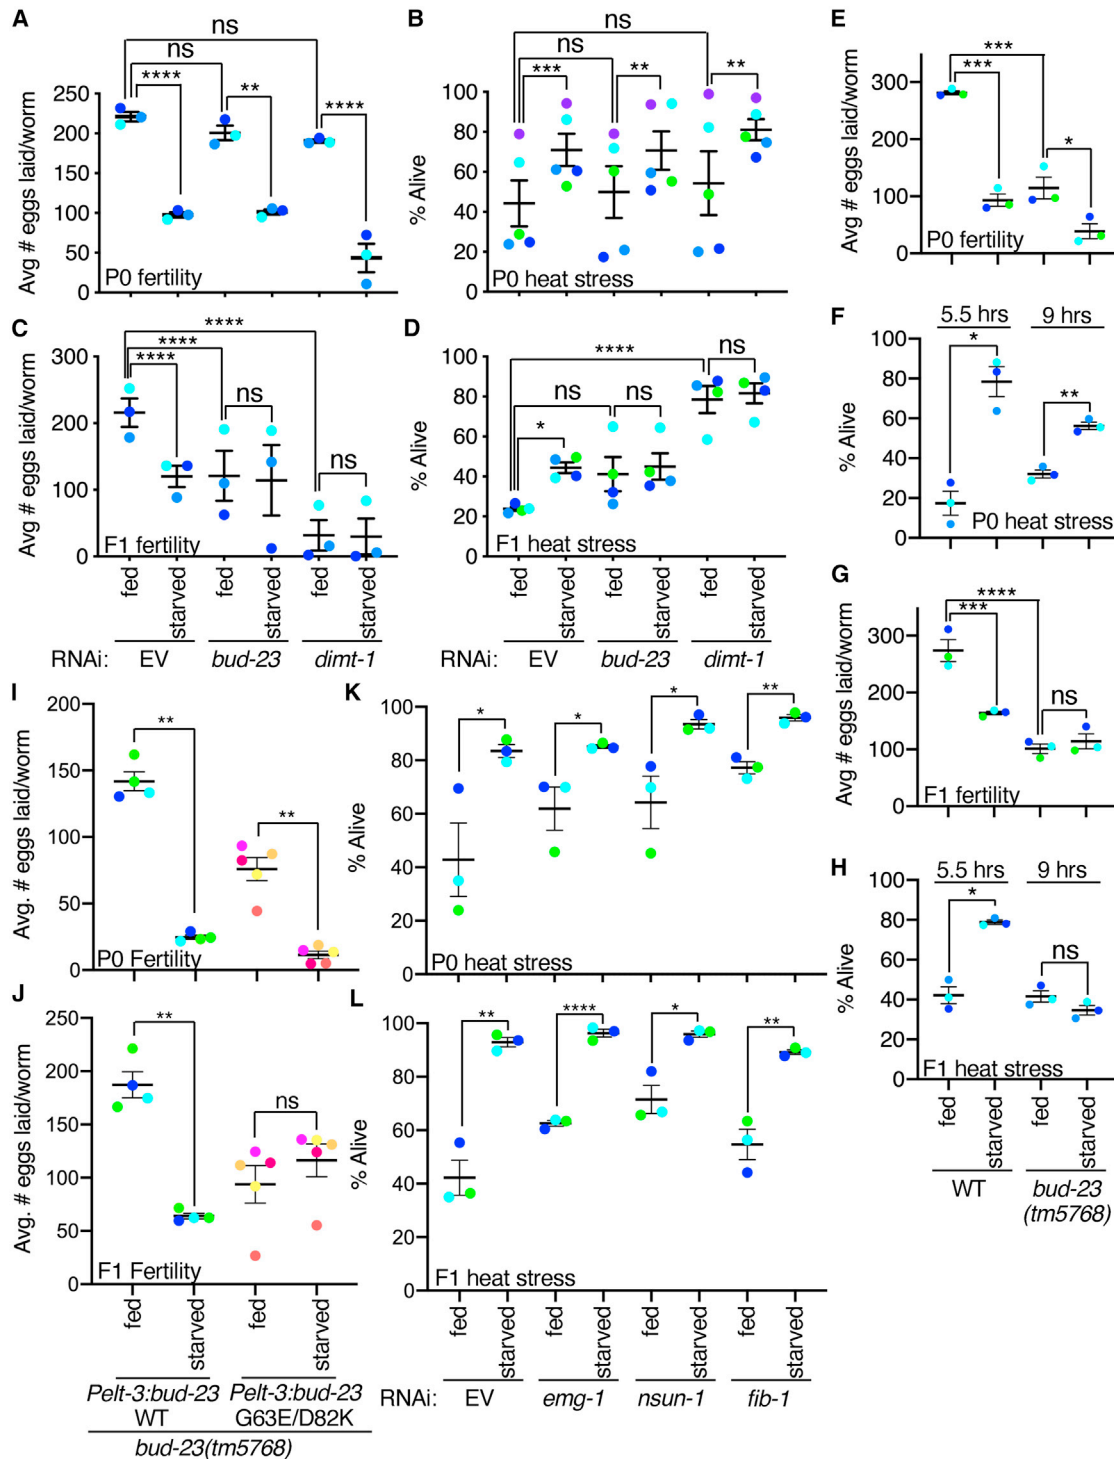 A
ns
ns
****
**
****
Avg # eggs laid/worm
250
200
150
100
50
0
P0 fertility
B
ns
ns
***
**
**
% Alive
100
80
60
40
20
0
P0 heat stress
C
****
****
****
ns
ns
Avg # eggs laid/worm
300
200
100
0
F1 fertility
fed
starved
fed
starved
fed
starved
RNAi: EV bud-23 dimt-1
D
****
ns
ns
ns
*
% Alive
100
80
60
40
20
0
F1 heat stress
fed
starved
fed
starved
fed
starved
RNAi: EV bud-23 dimt-1
E
***
***
*
Avg # eggs laid/worm
300
200
100
0
P0 fertility
F
5.5 hrs 9 hrs
*
**
% Alive
100
80
60
40
20
0
P0 heat stress
G
****
***
ns
Avg # eggs laid/worm
300
200
100
0
F1 fertility
H
5.5 hrs 9 hrs
*
ns
% Alive
100
80
60
40
20
0
F1 heat stress
fed
starved
fed
starved
WT bud-23
(tm5768)
I
**
**
Avg. # eggs laid/worm
200
150
100
50
0
P0 Fertility
J
**
ns
Avg. # eggs laid/worm
250
200
150
100
50
0
F1 Fertility
fed
starved
fed
starved
Pelt-3:bud-23 Pelt-3:bud-23
WT G63E/D82K
bud-23(tm5768)
K
*
*
*
**
% Alive
100
80
60
40
20
0
P0 heat stress
L
**
****
*
**
% Alive
100
80
60
40
20
0
F1 heat stress
fed
starved
fed
starved
fed
starved
fed
starved
RNAi: EV emg-1 nsun-1 fib-1